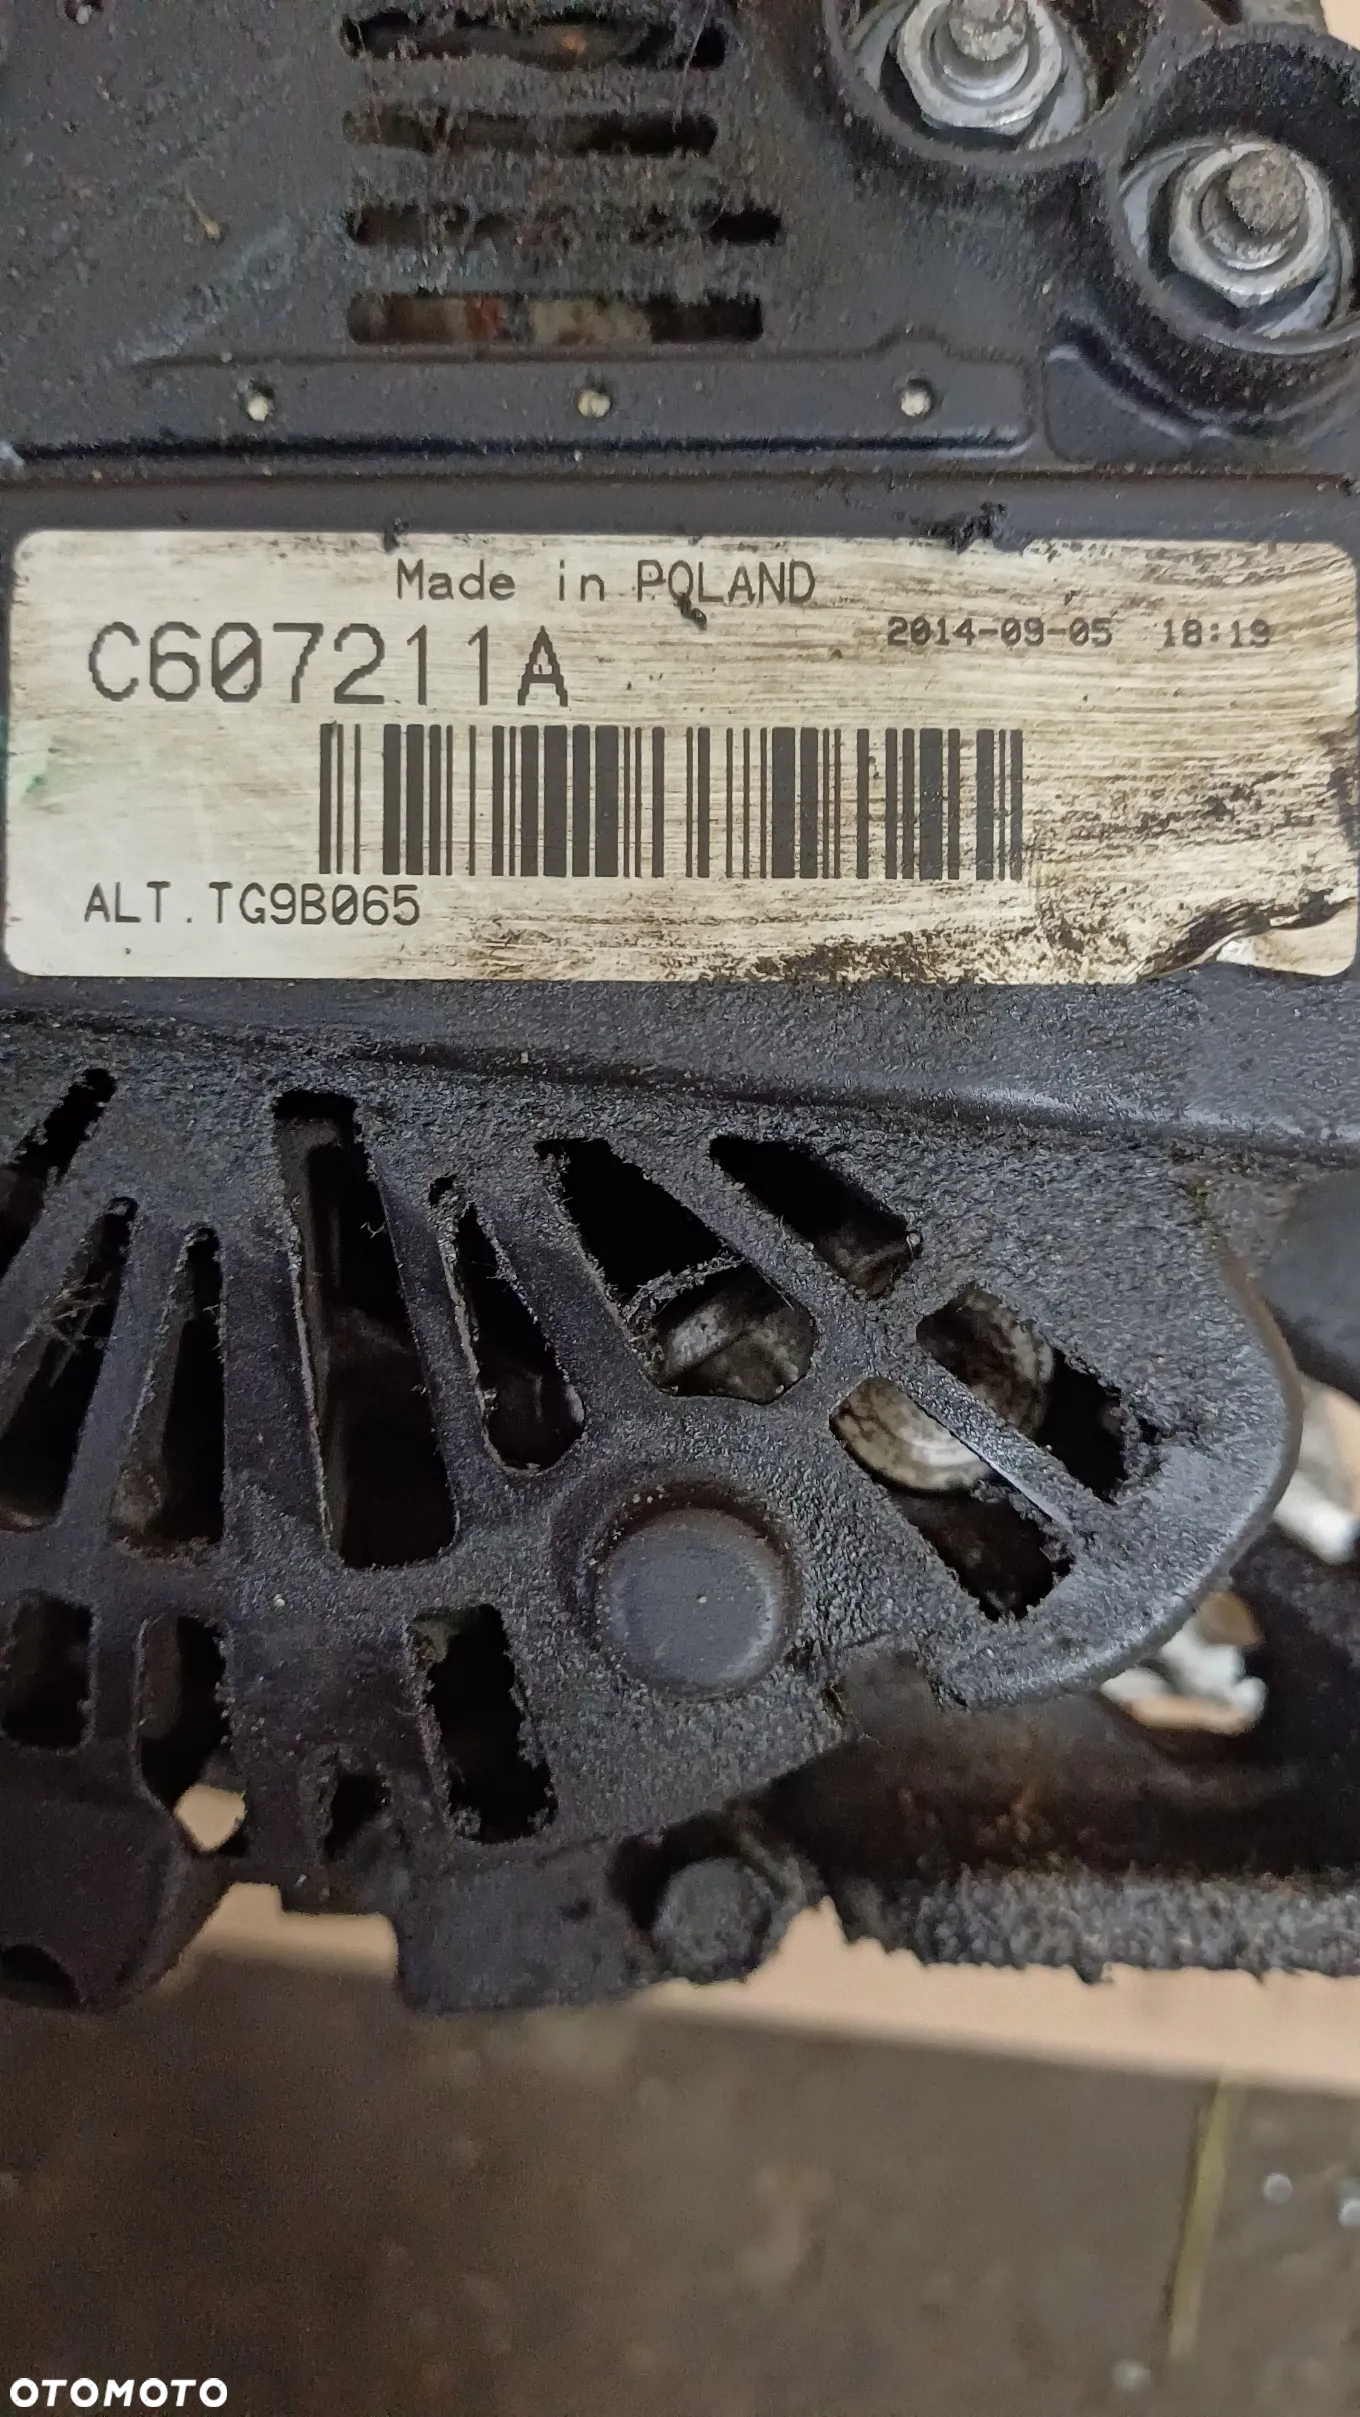 Made in POLAND
C607211A
2014-09-05 18:19
ALT.TG9B065
OTOMOTO